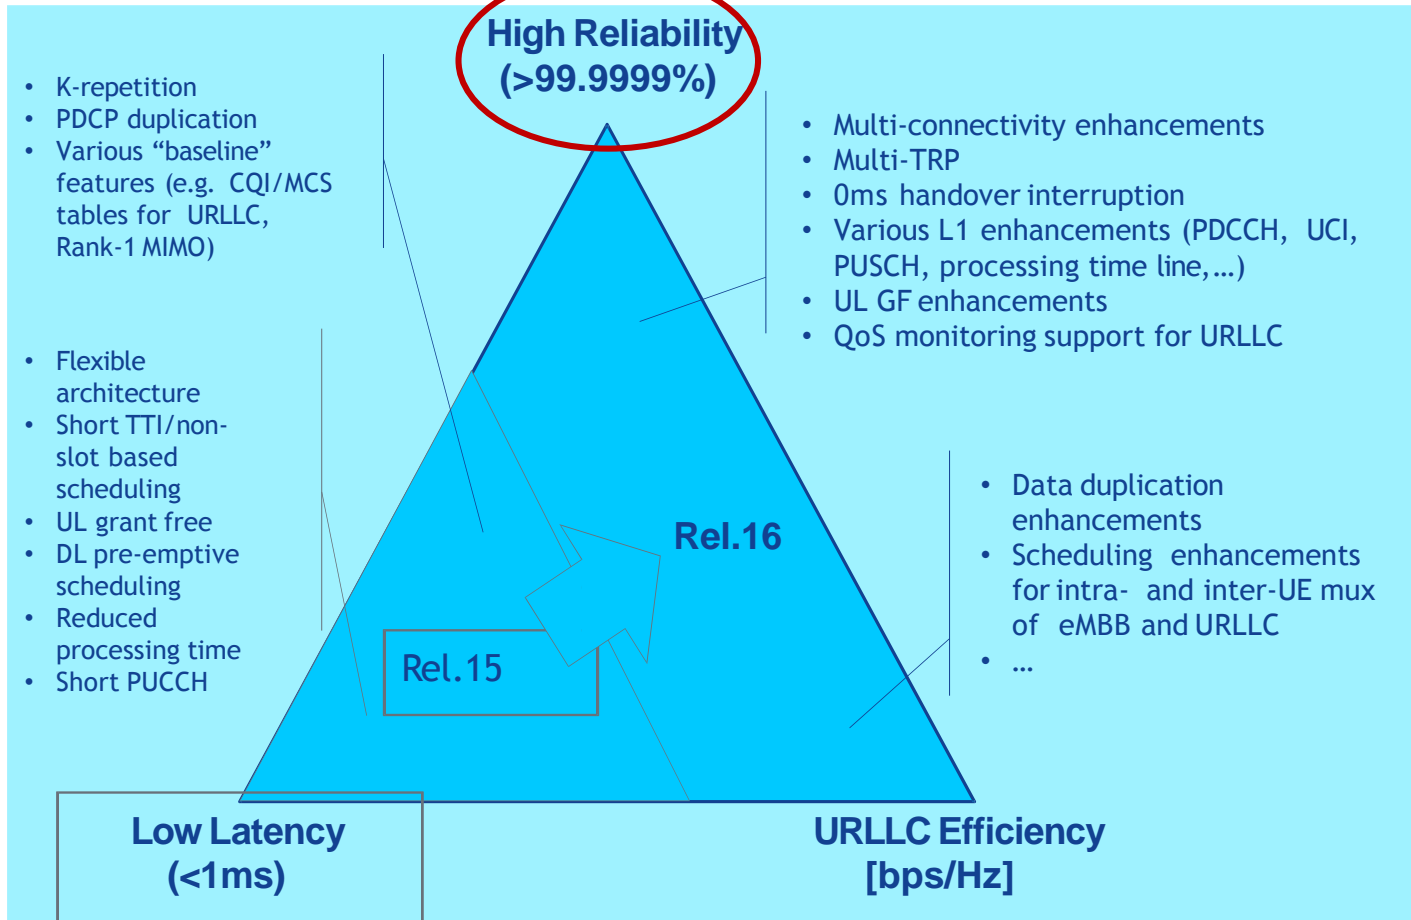 High Reliability
(>99.9999%)
• K-repetition
• PDCP duplication
• Various “baseline”
features (e.g. CQI/MCS
tables for URLLC,
Rank-1 MIMO)
• Multi-connectivity enhancements
• Multi-TRP
• 0ms handover interruption
• Various L1 enhancements (PDCCH, UCI,
PUSCH, processing time line,…)
• UL GF enhancements
• QoS monitoring support for URLLC
• Flexible
architecture
• Short TTI/non-
slot based
scheduling
• UL grant free
• DL pre-emptive
scheduling
• Reduced
processing time
• Short PUCCH
• Data duplication
enhancements
• Scheduling enhancements
for intra- and inter-UE mux
of eMBB and URLLC
• …
Rel.16
Rel.15
Low Latency
(<1ms)
URLLC Efficiency
[bps/Hz]